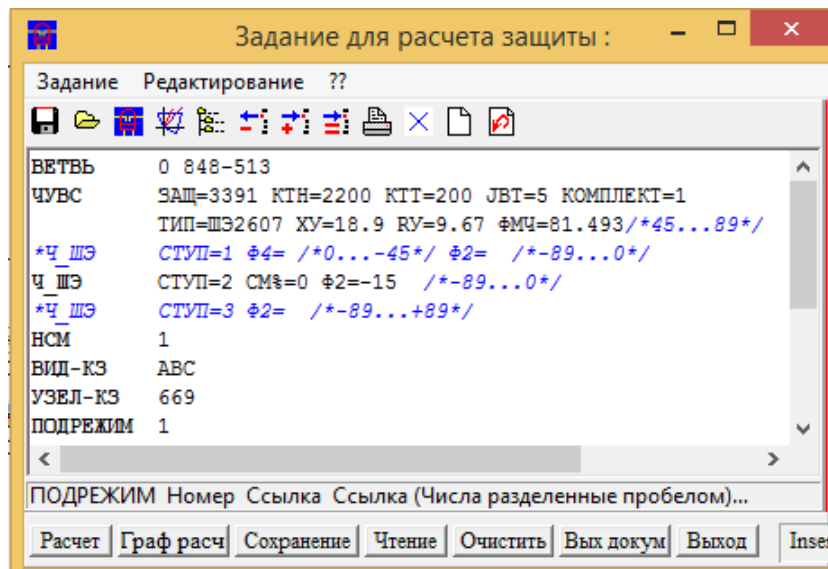 Задание для расчета защиты :
Задание Редактирование ??
ВЕТВЬ 0 848-513
ЧУВС ЗАЩ=3391 КТН=2200 КТТ=200 JВТ=5 КОМПЛЕКТ=1
ТИП=ШЭ2607 ХУ=18.9 RУ=9.67 ФМЧ=81.493/*45...89*/
*Ч_ШЭ СТУП=1 Ф4= /*0...-45*/ Ф2= /*-89...0*/
Ч_ШЭ СТУП=2 СМ%=0 Ф2=-15 /*-89...0*/
*Ч_ШЭ СТУП=3 Ф2= /*-89...+89*/
НСМ 1
ВИД-КЗ АВС
УЗЕЛ-КЗ 669
ПОДРЕЖИМ 1
ПОДРЕЖИМ Номер Ссылка Ссылка (Числа разделенные пробелом)...
Расчет Граф расч Сохранение Чтение Очистить Вых докум Выход